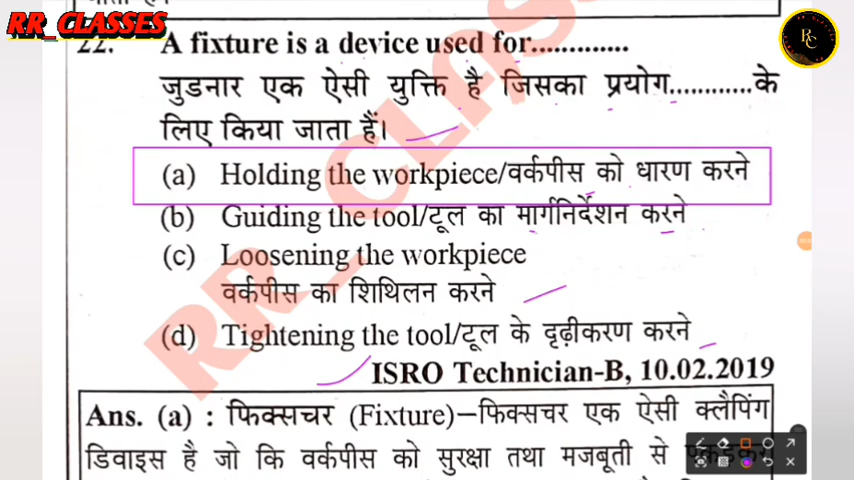 RR_CLASSES
RC
22. A fixture is a device used for.............
जुडनार एक ऐसी युक्ति है जिसका प्रयोग............के
लिए किया जाता हैं।
(a) Holding the workpiece/वर्कपीस को धारण करने
(b) Guiding the tool/टूल का मार्गनिर्देशन करने
(c) Loosening the workpiece
वर्कपीस का शिथिलन करने
(d) Tightening the tool/टूल के दृढ़ीकरण करने
ISRO Technician-B, 10.02.2019
Ans. (a) : फिक्सचर (Fixture)–फिक्सचर एक ऐसी क्लैपिंग
डिवाइस है जो कि वर्कपीस को सुरक्षा तथा मजबूती से
RR_CLASSES